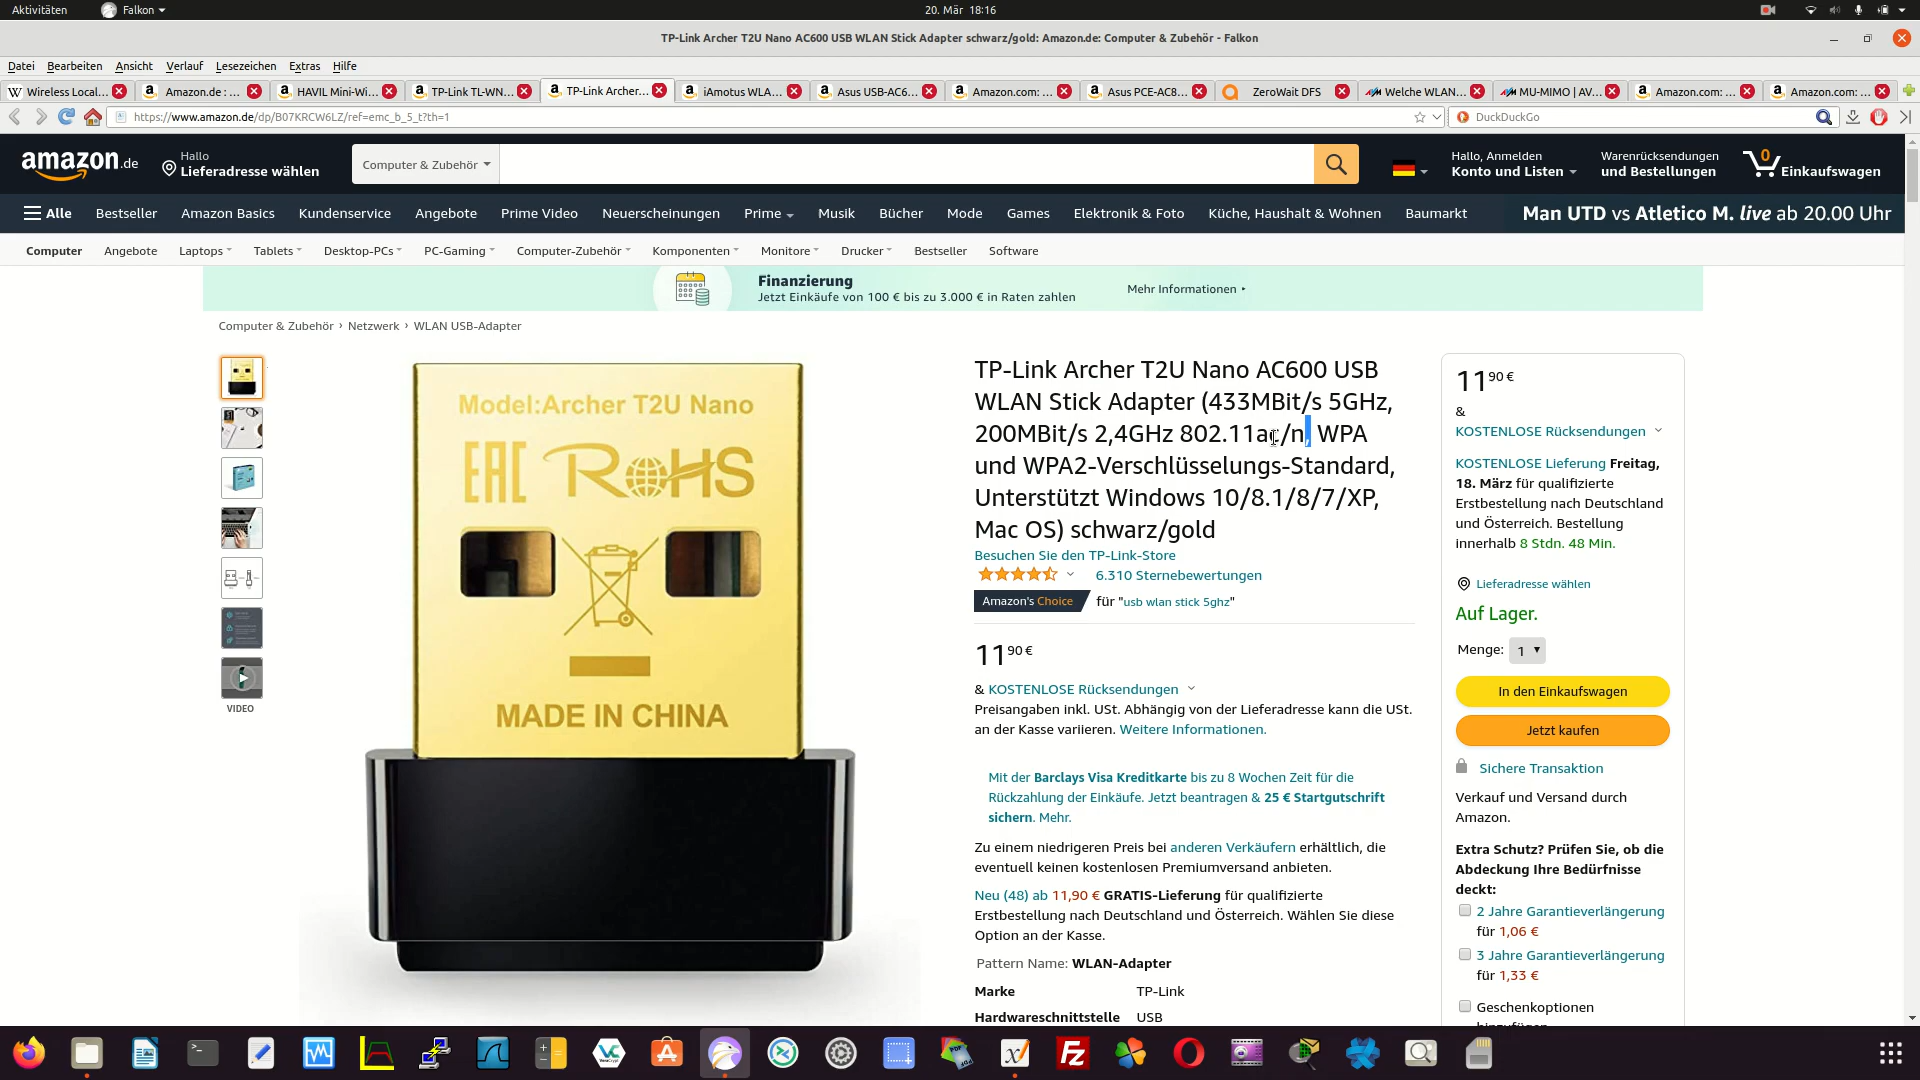 Aktivitäten
Falkon
20. Mär 18:16
TP-Link Archer T2U Nano AC600 USB WLAN Stick Adapter schwarz/gold: Amazon.de: Computer & Zubehör - Falkon
Datei Bearbeiten Ansicht Verlauf Lesezeichen Extras Hilfe
Wireless Local...
Amazon.de : ...
HAVIL Mini-Wi...
TP-Link TL-WN...
TP-Link Archer...
iAmotus WLA...
Asus USB-AC6...
Amazon.com: ...
Asus PCE-AC8...
ZeroWait DFS
Welche WLAN...
MU-MIMO | AV...
Amazon.com: ...
Amazon.com: ...
https://www.amazon.de/dp/B07KRCW6LZ/ref=emc_b_5_t?th=1
DuckDuckGo
amazon.de
Hallo
Lieferadresse wählen
Computer & Zubehör
Hallo, Anmelden
Konto und Listen
Warenrücksendungen
und Bestellungen
0
Einkaufswagen
Alle Bestseller Amazon Basics Kundenservice Angebote Prime Video Neuerscheinungen Prime Musik Bücher Mode Games Elektronik & Foto Küche, Haushalt & Wohnen Baumarkt
Man UTD vs Atletico M. live ab 20.00 Uhr
Computer Angebote Laptops Tablets Desktop-PCs PC-Gaming Computer-Zubehör Komponenten Monitore Drucker Bestseller Software
Finanzierung
Jetzt Einkäufe von 100 € bis zu 3.000 € in Raten zahlen
Mehr Informationen
Computer & Zubehör › Netzwerk › WLAN USB-Adapter
VIDEO
Model:Archer T2U Nano
EAC RoHS
MADE IN CHINA
TP-Link Archer T2U Nano AC600 USB
WLAN Stick Adapter (433MBit/s 5GHz,
200MBit/s 2,4GHz 802.11ac/n, WPA
und WPA2-Verschlüsselungs-Standard,
Unterstützt Windows 10/8.1/8/7/XP,
Mac OS) schwarz/gold
Besuchen Sie den TP-Link-Store
6.310 Sternebewertungen
Amazon's Choice für "usb wlan stick 5ghz"
11 90 €
& KOSTENLOSE Rücksendungen
Preisangaben inkl. USt. Abhängig von der Lieferadresse kann die USt.
an der Kasse variieren. Weitere Informationen.
Mit der Barclays Visa Kreditkarte bis zu 8 Wochen Zeit für die
Rückzahlung der Einkäufe. Jetzt beantragen & 25 € Startgutschrift
sichern. Mehr.
Zu einem niedrigeren Preis bei anderen Verkäufern erhältlich, die
eventuell keinen kostenlosen Premiumversand anbieten.
Neu (48) ab 11,90 € GRATIS-Lieferung für qualifizierte
Erstbestellung nach Deutschland und Österreich. Wählen Sie diese
Option an der Kasse.
Pattern Name: WLAN-Adapter
Marke TP-Link
Hardwareschnittstelle USB
11 90 €
&
KOSTENLOSE Rücksendungen
KOSTENLOSE Lieferung Freitag,
18. März für qualifizierte
Erstbestellung nach Deutschland
und Österreich. Bestellung
innerhalb 8 Stdn. 48 Min.
Lieferadresse wählen
Auf Lager.
Menge: 1
In den Einkaufswagen
Jetzt kaufen
Sichere Transaktion
Verkauf und Versand durch
Amazon.
Extra Schutz? Prüfen Sie, ob die
Abdeckung Ihre Bedürfnisse
deckt:
2 Jahre Garantieverlängerung
für 1,06 €
3 Jahre Garantieverlängerung
für 1,33 €
Geschenkoptionen